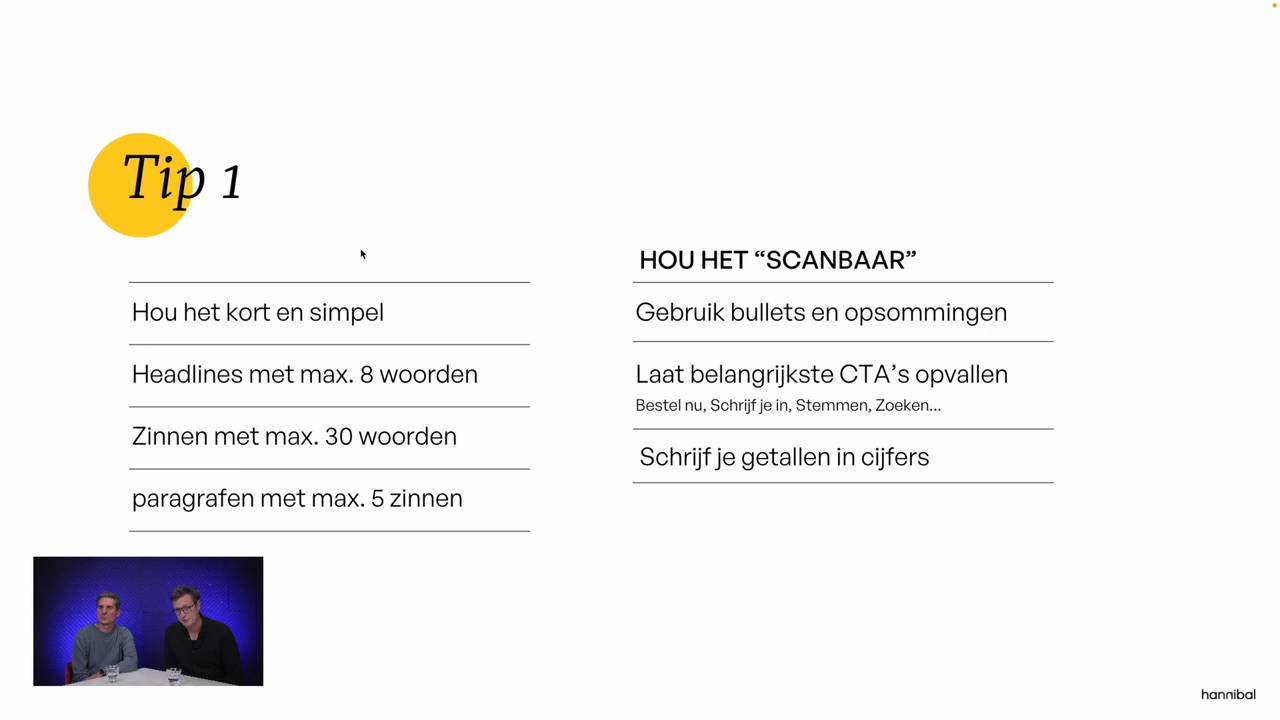 Tip 1
Hou het kort en simpel
Headlines met max. 8 woorden
Zinnen met max. 30 woorden
paragrafen met max. 5 zinnen
HOU HET “SCANBAAR”
Gebruik bullets en opsommingen
Laat belangrijkste CTA’s opvallen
Bestel nu, Schrijf je in, Stemmen, Zoeken...
Schrijf je getallen in cijfers
hannibal